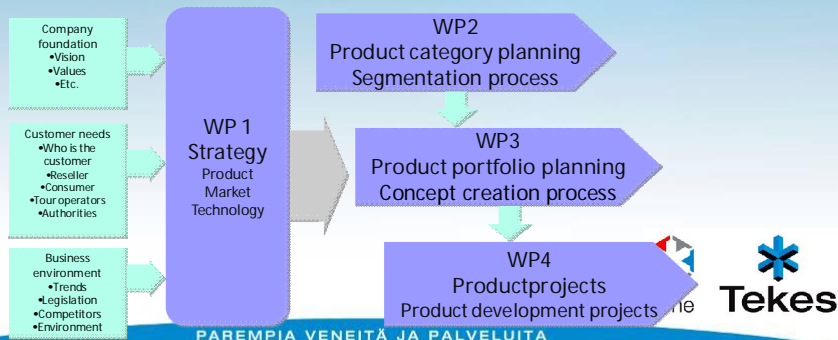 Company
foundation
•Vision
•Values
•Etc.
Customer needs
•Who is the
customer
•Reseller
•Consumer
•Tour operators
•Authorities
Business
environment
•Trends
•Legislation
•Competitors
•Environment
WP 1
Strategy
Product
Market
Technology
WP2
Product category planning
Segmentation process
WP3
Product portfolio planning
Concept creation process
WP4
Productprojects
Product development projects
Tekes
PAREMPIA VENEITÄ JA PALVELUITA